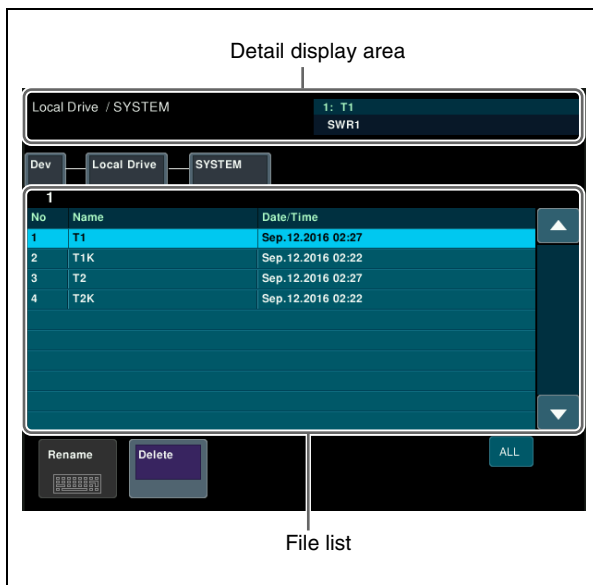 Detail display area
Local Drive / SYSTEM
1: T1
SWR1
Dev Local Drive SYSTEM
1
No Name Date/Time
1 T1 Sep.12.2016 02:27
2 T1K Sep.12.2016 02:22
3 T2 Sep.12.2016 02:27
4 T2K Sep.12.2016 02:22
Rename Delete ALL
File list